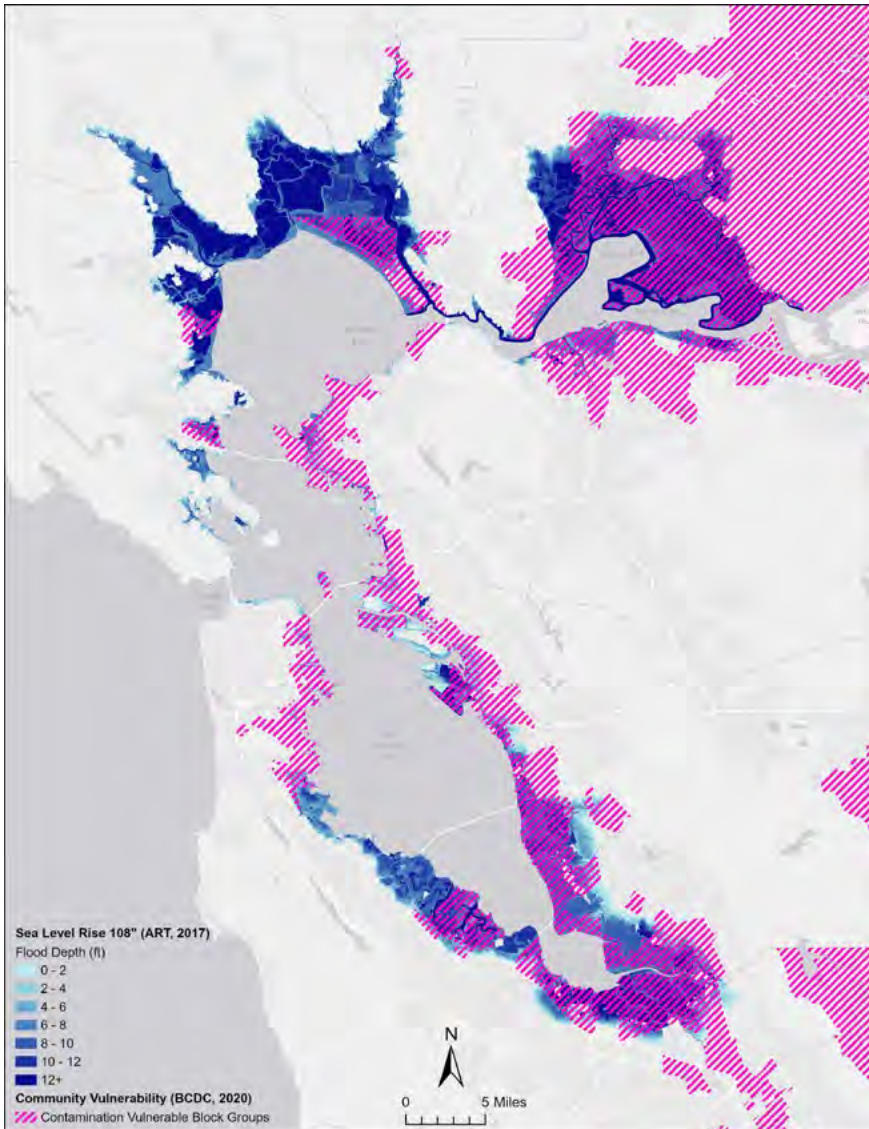 Sea Level Rise 108" (ART, 2017)
Flood Depth (ft)
0 - 2
2 - 4
4 - 6
6 - 8
8 - 10
10 - 12
12+
Community Vulnerability (BCDC, 2020)
Contamination Vulnerable Block Groups
N
0 5 Miles